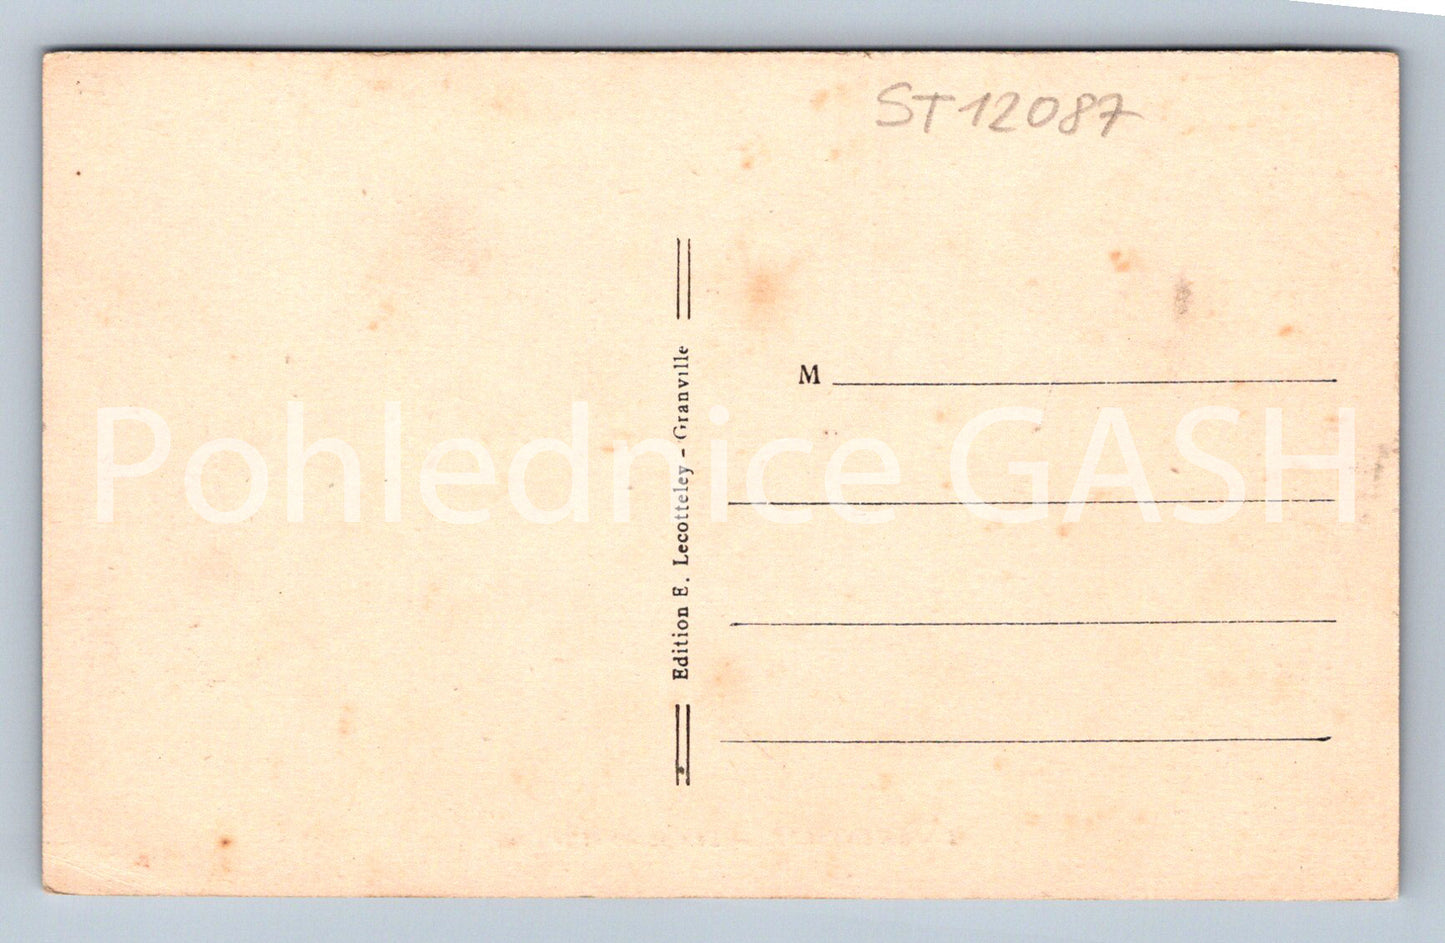 ST12087
Edition E. Lecotteley - Granville
M
Pohlednice GASH